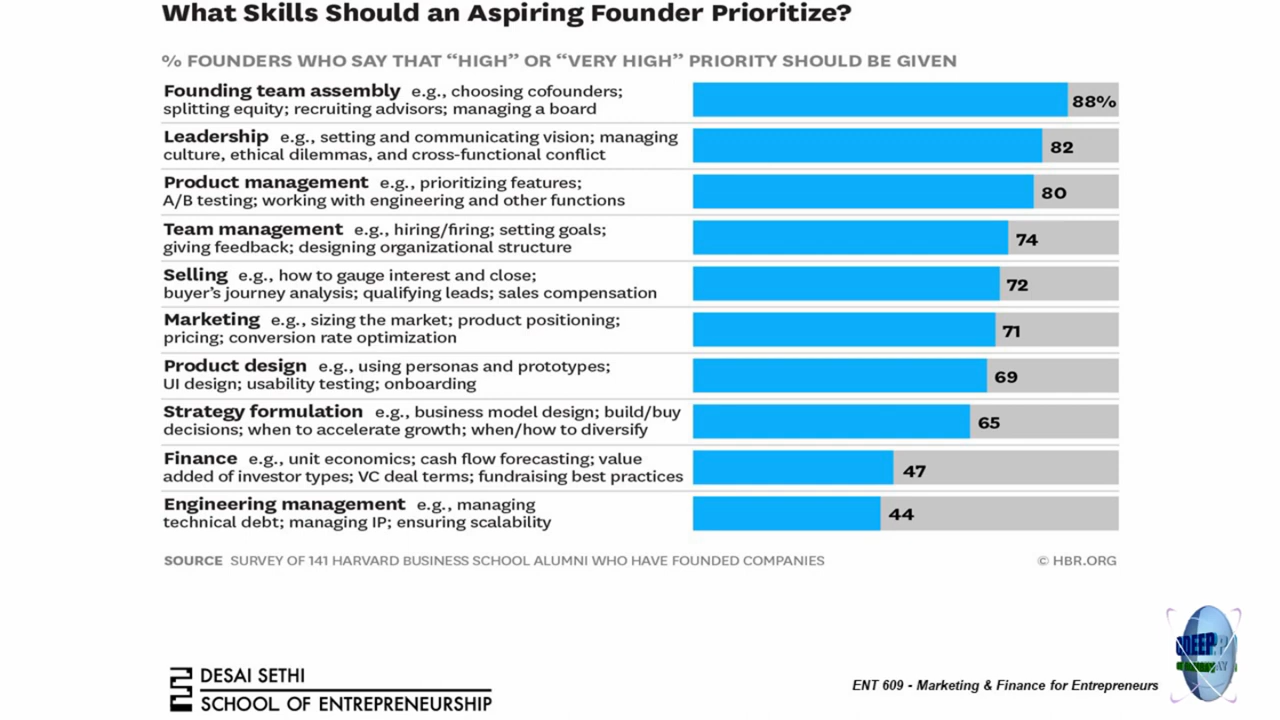 What Skills Should an Aspiring Founder Prioritize?
% FOUNDERS WHO SAY THAT “HIGH” OR “VERY HIGH” PRIORITY SHOULD BE GIVEN
Founding team assembly e.g., choosing cofounders;
splitting equity; recruiting advisors; managing a board
88%
Leadership e.g., setting and communicating vision; managing
culture, ethical dilemmas, and cross-functional conflict
82
Product management e.g., prioritizing features;
A/B testing; working with engineering and other functions
80
Team management e.g., hiring/firing; setting goals;
giving feedback; designing organizational structure
74
Selling e.g., how to gauge interest and close;
buyer’s journey analysis; qualifying leads; sales compensation
72
Marketing e.g., sizing the market; product positioning;
pricing; conversion rate optimization
71
Product design e.g., using personas and prototypes;
UI design; usability testing; onboarding
69
Strategy formulation e.g., business model design; build/buy
decisions; when to accelerate growth; when/how to diversify
65
Finance e.g., unit economics; cash flow forecasting; value
added of investor types; VC deal terms; fundraising best practices
47
Engineering management e.g., managing
technical debt; managing IP; ensuring scalability
44
SOURCE SURVEY OF 141 HARVARD BUSINESS SCHOOL ALUMNI WHO HAVE FOUNDED COMPANIES
© HBR.ORG
DESAI SETHI
SCHOOL OF ENTREPRENEURSHIP
ENT 609 - Marketing & Finance for Entrepreneurs